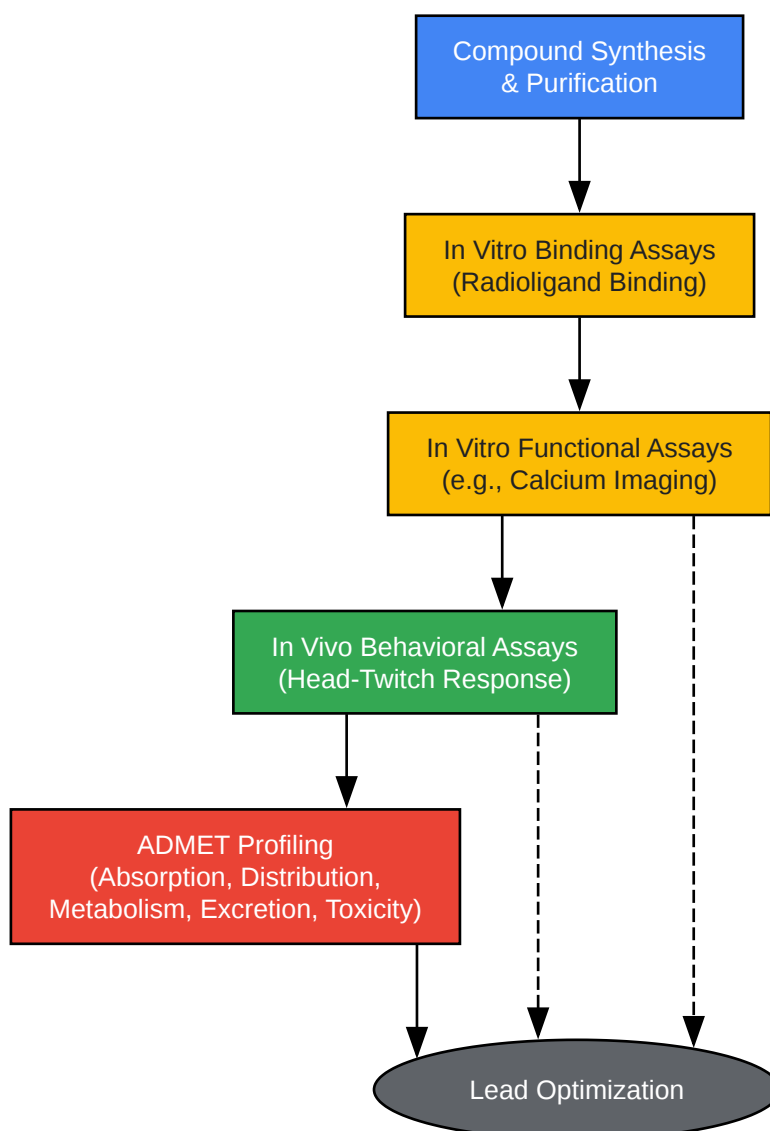 Compound Synthesis
& Purification
In Vitro Binding Assays
(Radioligand Binding)
In Vitro Functional Assays
(e.g., Calcium Imaging)
In Vivo Behavioral Assays
(Head-Twitch Response)
ADMET Profiling
(Absorption, Distribution,
Metabolism, Excretion, Toxicity)
Lead Optimization